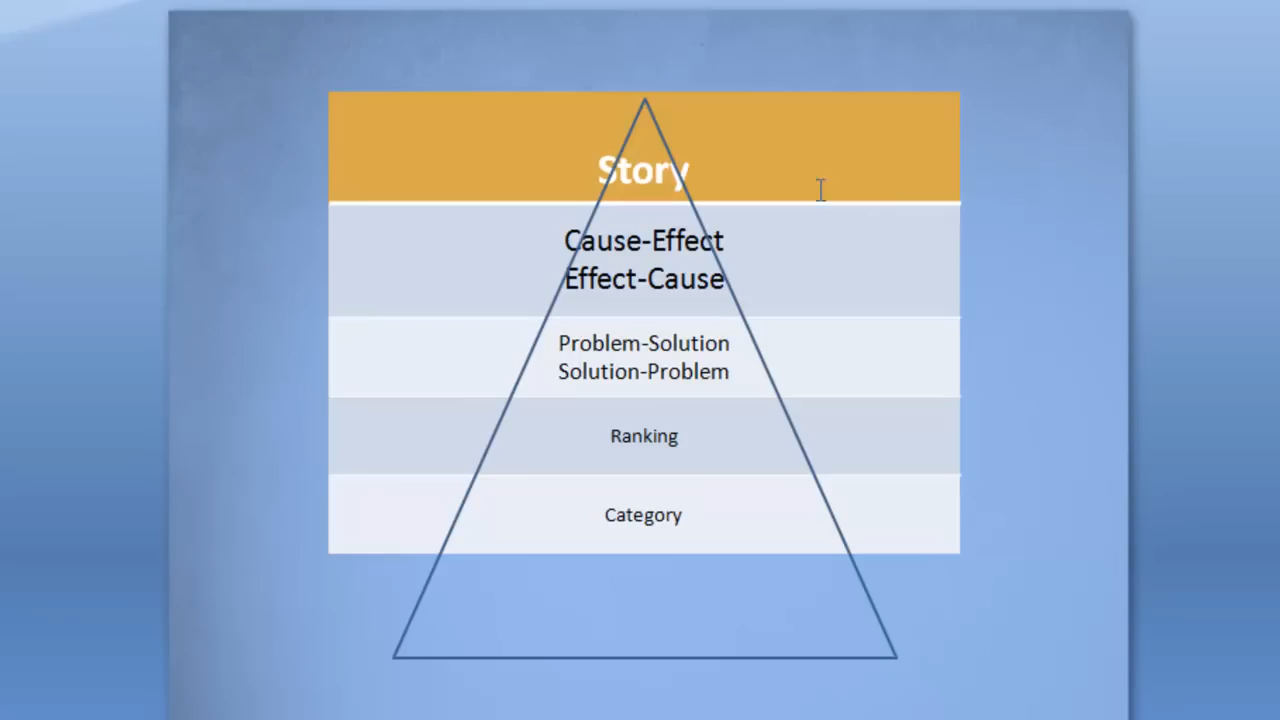 Story
Cause-Effect
Effect-Cause
Problem-Solution
Solution-Problem
Ranking
Category